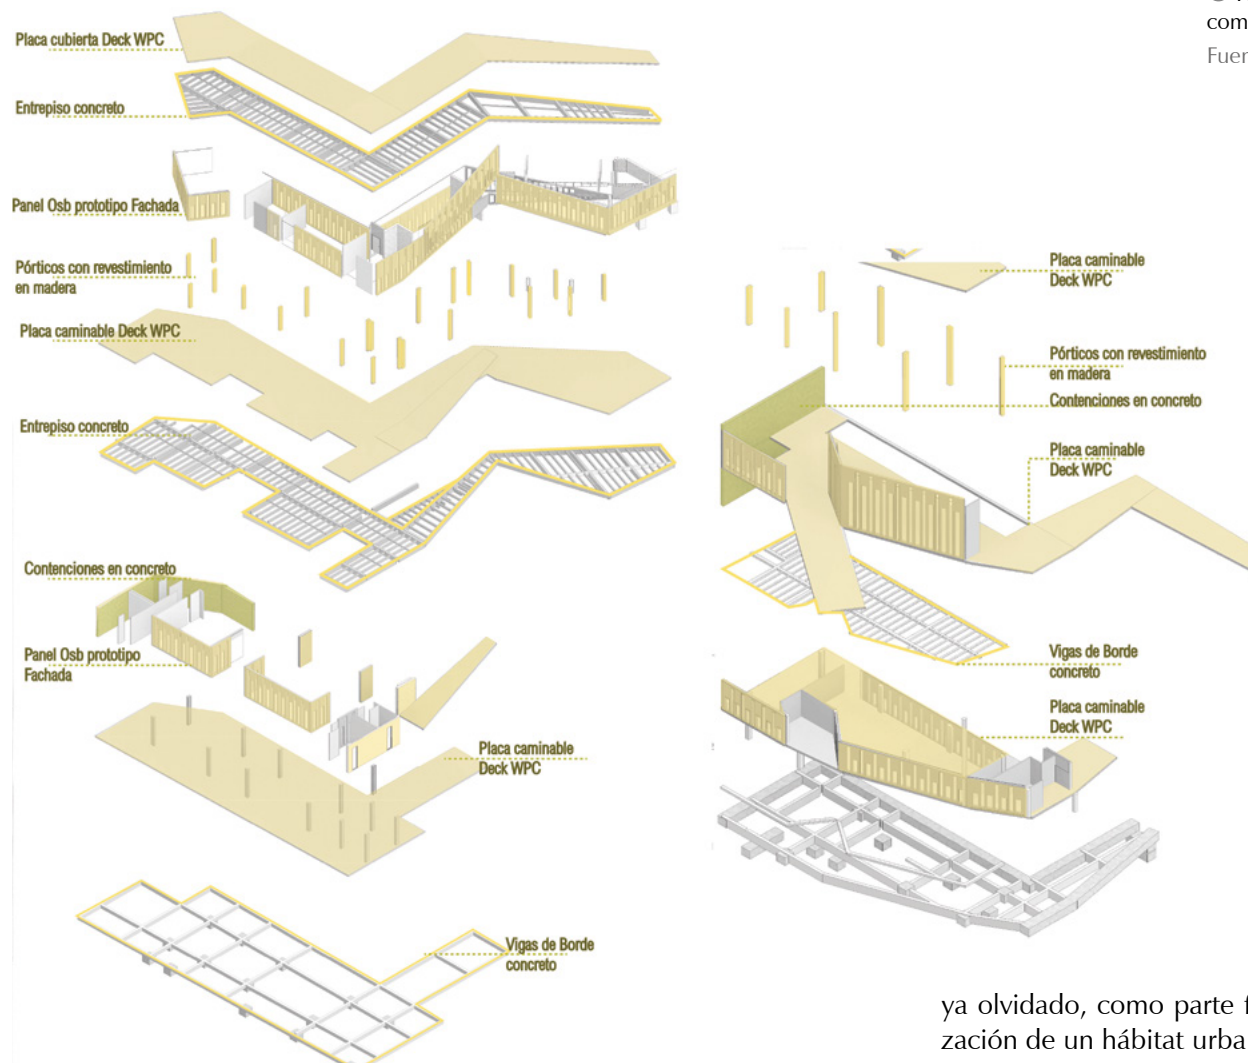 com
Fuer
Placa cubierta Deck WPC
Entrepiso concreto
Panel Osb prototipo Fachada
Pórticos con revestimiento
en madera
Placa caminable Deck WPC
Entrepiso concreto
Contenciones en concreto
Panel Osb prototipo
Fachada
Placa caminable
Deck WPC
Vigas de Borde
concreto
Placa caminable
Deck WPC
Pórticos con revestimiento
en madera
Contenciones en concreto
Placa caminable
Deck WPC
Vigas de Borde
concreto
Placa caminable
Deck WPC
ya olvidado, como parte f
zación de un hábitat urba